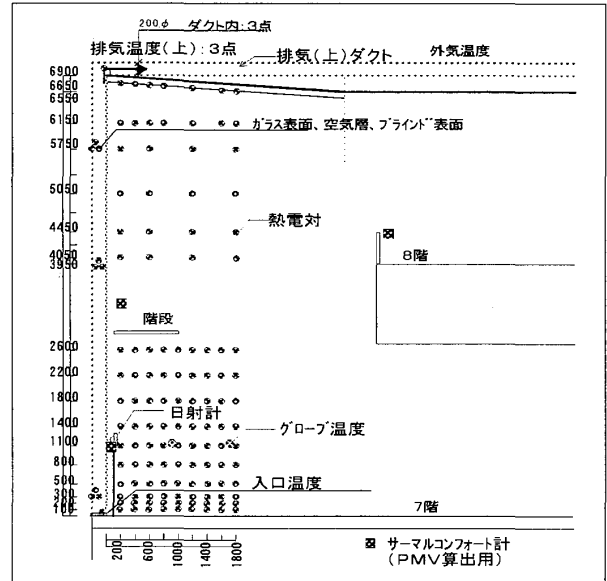 200φ ダクト内:3点
排気温度(上):3点
排気(上)ダクト
外気温度
6900
6650
6550
6150
ガラス表面、空気層、ブラインド表面
5750
5050
4450
熱電対
4050
3950
8階
階段
2600
2200
1800
1400
日射計
1100
グローブ温度
800
500
入口温度
300
7階
200
600
1000
1400
1800
サーマルコンフォート計
(PMV算出用)